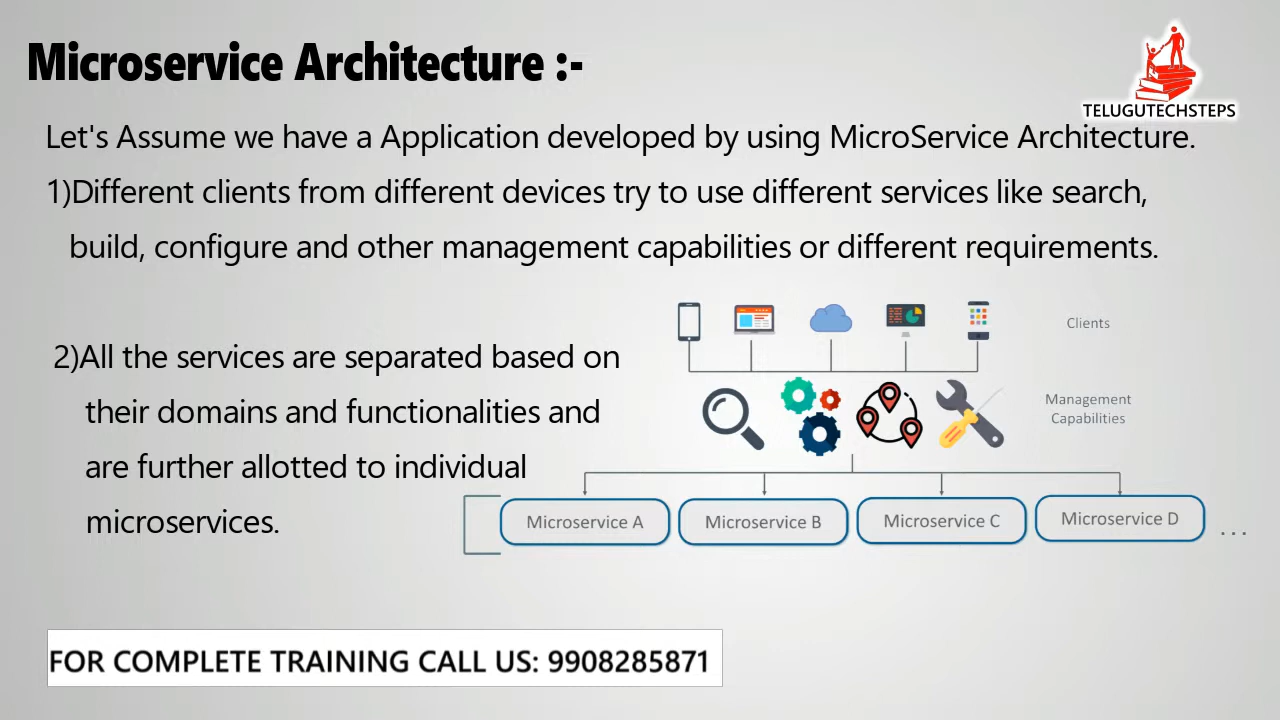 Microservice Architecture :-
TELUGUTECHSTEPS
Let's Assume we have a Application developed by using MicroService Architecture.
1)Different clients from different devices try to use different services like search,
build, configure and other management capabilities or different requirements.
Clients
2)All the services are separated based on
their domains and functionalities and
are further allotted to individual
microservices.
Management
Capabilities
Microservice A
Microservice B
Microservice C
Microservice D
...
FOR COMPLETE TRAINING CALL US: 9908285871